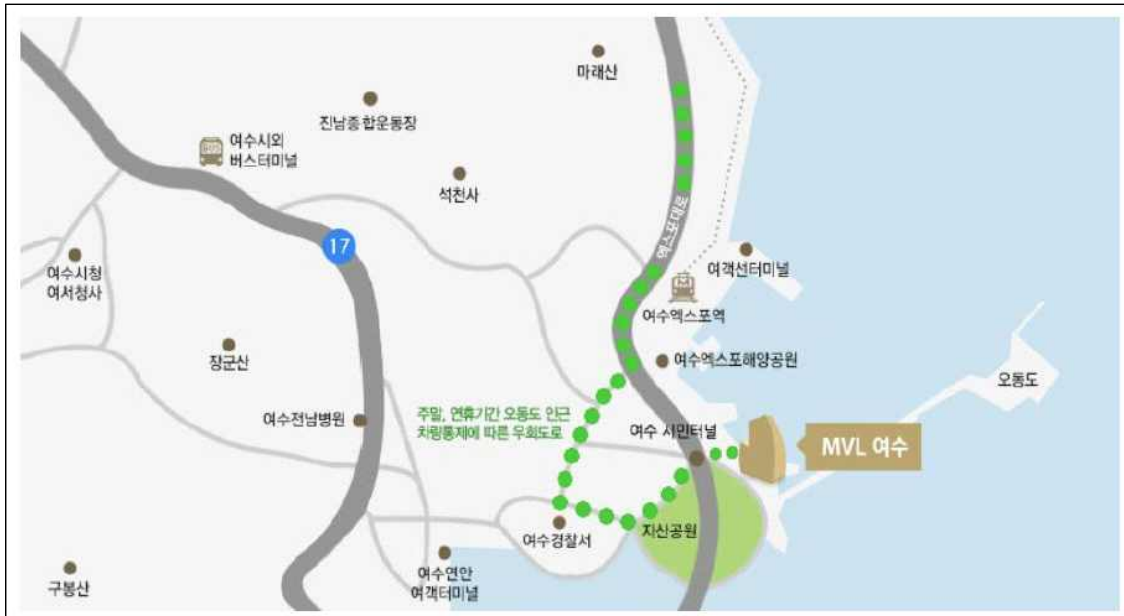 마래산
진남종합운동장
여수시외
버스터미널
석천사
17
엑스포대로
여수시청
여서청사
여객선터미널
여수엑스포역
장군산
여수엑스포해양공원
오동도
여수전남병원
주말, 연휴기간 오동도 인근
차량통제에 따른 우회도로
여수 시민터널
MVL 여수
여수경찰서
자산공원
구봉산
여수연안
여객터미널